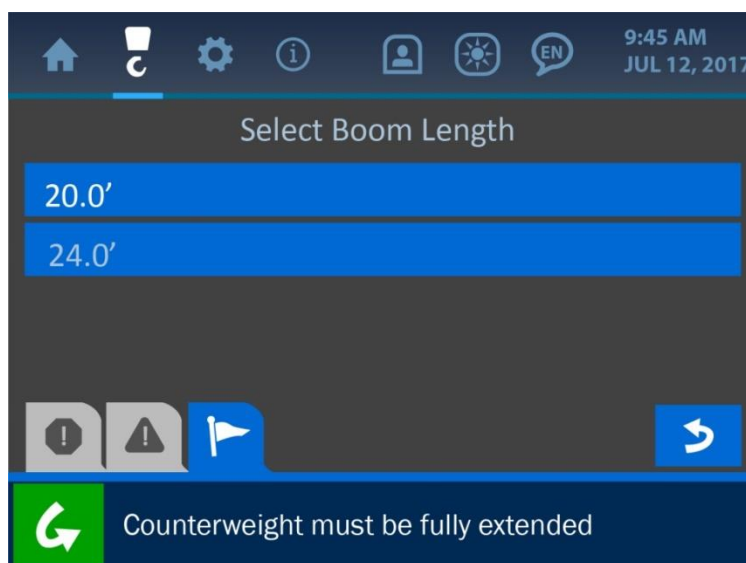 EN
9:45 AM
JUL 12, 2017
Select Boom Length
20.0′
24.0′
Counterweight must be fully extended